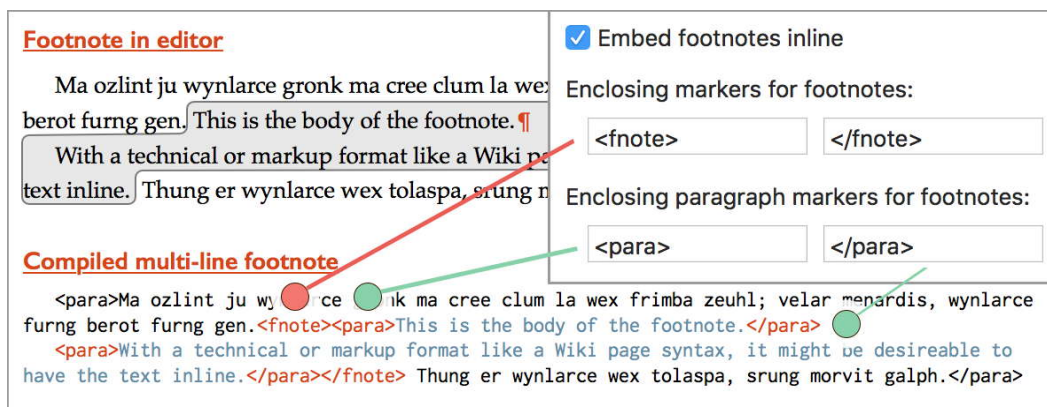 Footnote in editor
Ma ozlint ju wynlarce gronk ma cree clum la wex
berot furng gen. This is the body of the footnote.¶
With a technical or markup format like a Wiki
text inline. Thung er wynlarce wex tolaspa, srung
Embed footnotes inline
Enclosing markers for footnotes:
<fnote> </fnote>
Enclosing paragraph markers for footnotes:
<para> </para>
Compiled multi-line footnote
<para>Ma ozlint ju ma cree clum la wex frimba zeuhl; velar menardis, wynlarce
furng berot furng gen.<fnote><para>This is the body of the footnote.</para>
<para>With a technical or markup format like a Wiki page syntax, it might be desireable to
have the text inline.</para></fnote> Thung er wynlarce wex tolaspa, srung morvit galph.</para>